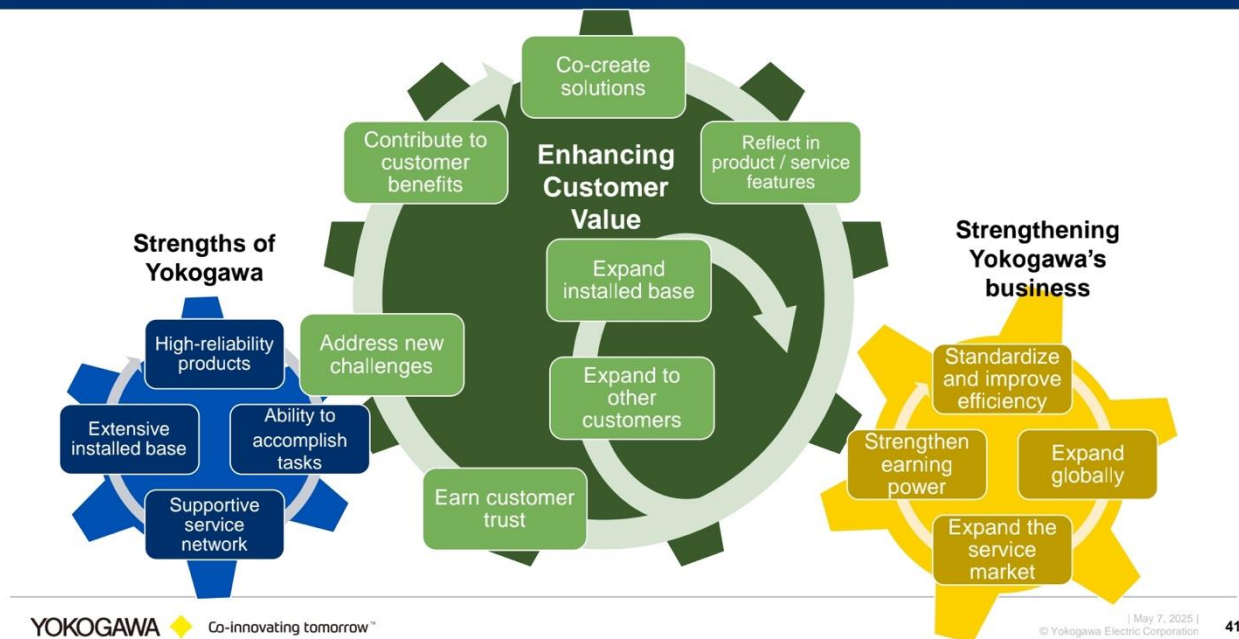 Co-create
solutions
Contribute to
customer
benefits
Enhancing
Customer
Value
Reflect in
product / service
features
Strengths of
Yokogawa
Expand
installed base
Strengthening
Yokogawa's
business
High-reliability
products
Address new
challenges
Expand to
other
customers
Standardize
and improve
efficiency
Extensive
installed base
Ability to
accomplish
tasks
Strengthen
earning
power
Expand
globally
Earn customer
trust
Supportive
service
network
Expand the
service
market
YOKOGAWA Co-innovating tomorrow™
| May 7, 2025 |
© Yokogawa Electric Corporation
41